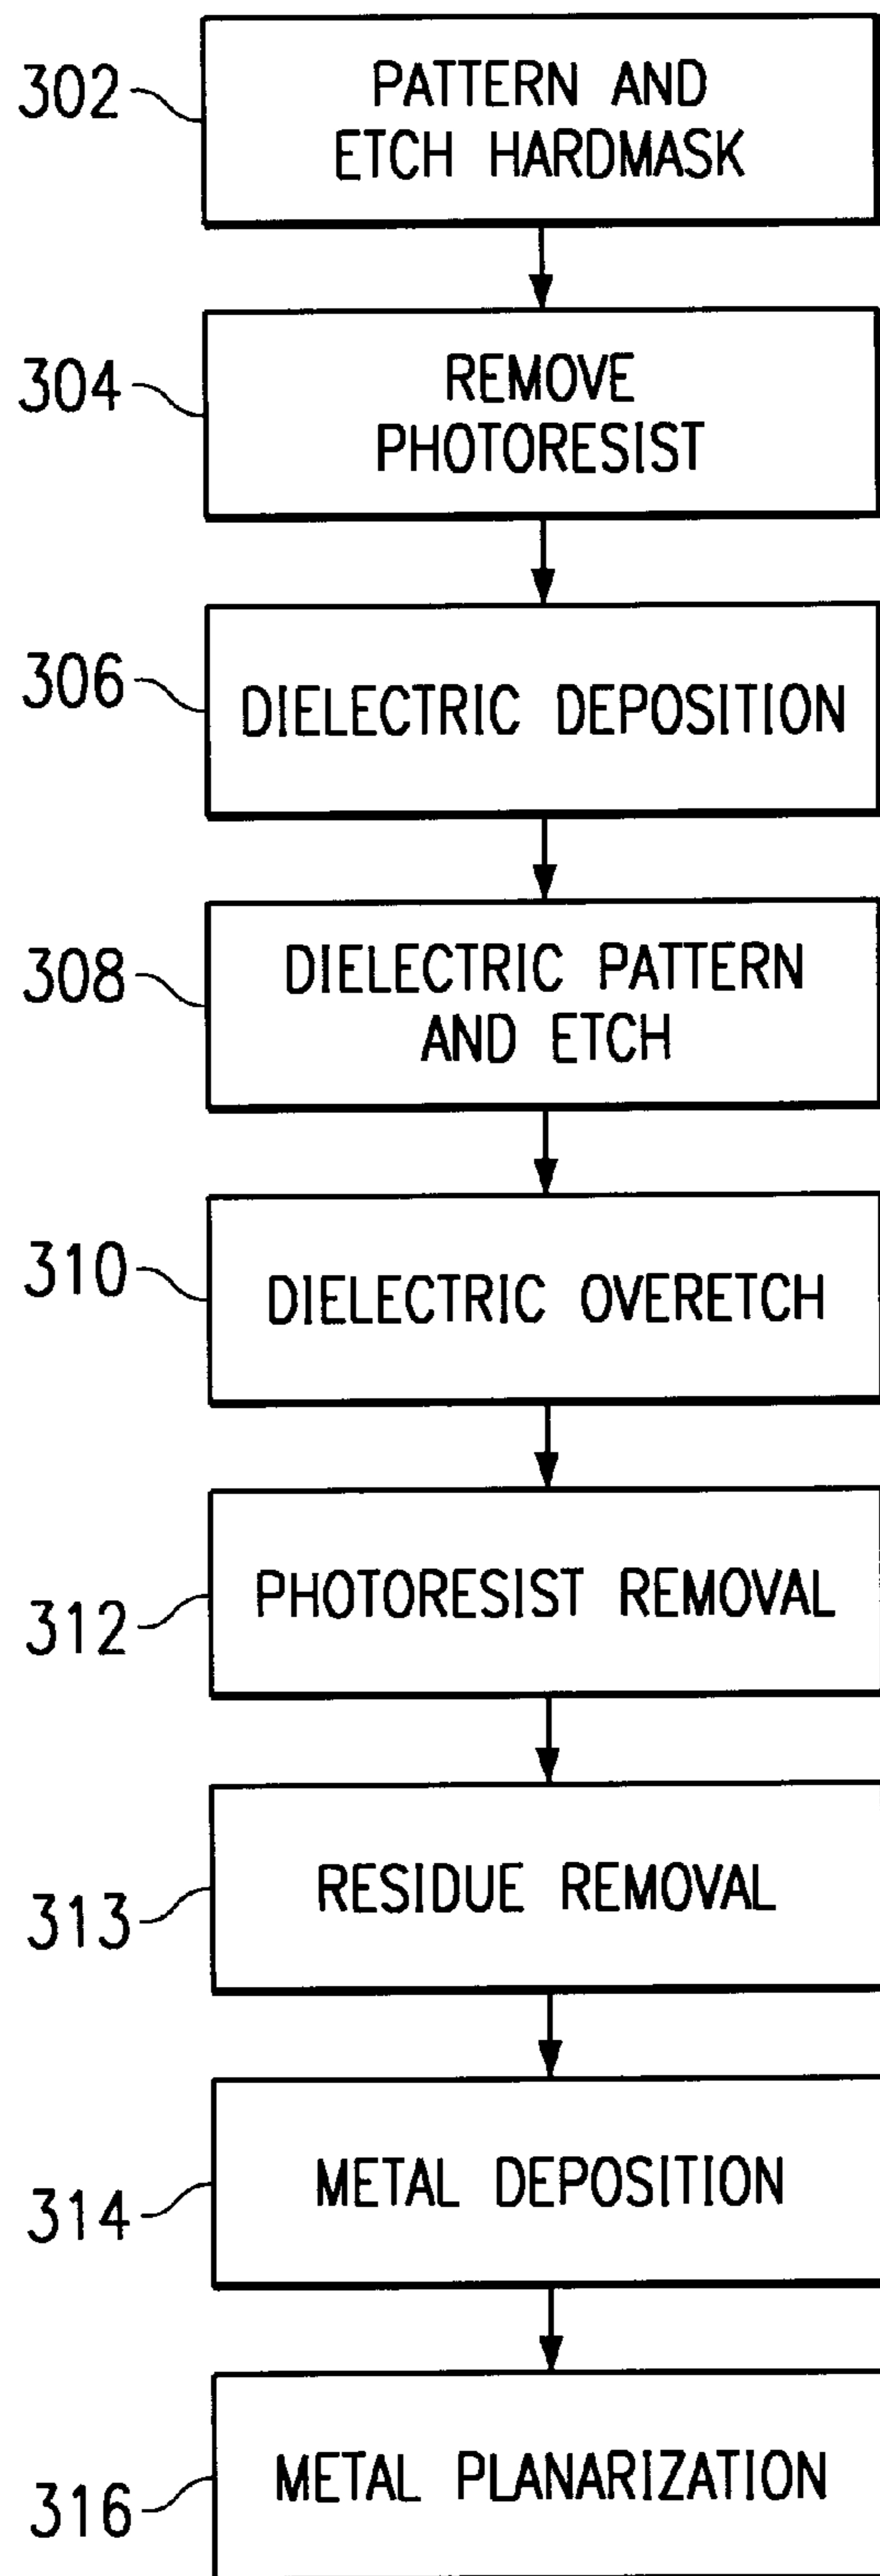 302
PATTERN AND
ETCH HARDMASK
304
REMOVE
PHOTORESIST
306
DIELECTRIC DEPOSITION
308
DIELECTRIC PATTERN
AND ETCH
310
DIELECTRIC OVERETCH
312
PHOTORESIST REMOVAL
313
RESIDUE REMOVAL
314
METAL DEPOSITION
316
METAL PLANARIZATION